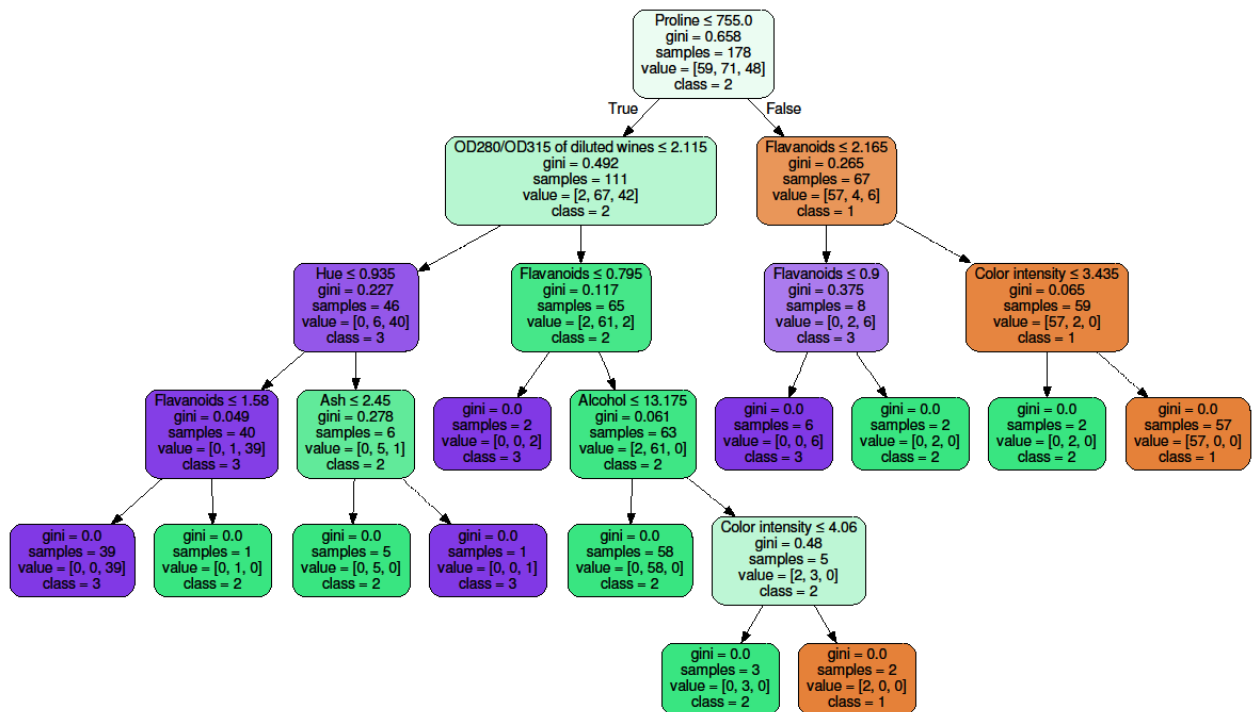 Proline ≤ 755.0
gini = 0.658
samples = 178
value = [59, 71, 48]
class = 2
True
False
OD280/OD315 of diluted wines ≤ 2.115
gini = 0.492
samples = 111
value = [2, 67, 42]
class = 2
Flavanoids ≤ 2.165
gini = 0.265
samples = 67
value = [57, 4, 6]
class = 1
Hue ≤ 0.935
gini = 0.227
samples = 46
value = [0, 6, 40]
class = 3
Flavanoids ≤ 0.795
gini = 0.117
samples = 65
value = [2, 61, 2]
class = 2
Flavanoids ≤ 0.9
gini = 0.375
samples = 8
value = [0, 2, 6]
class = 3
Color intensity ≤ 3.435
gini = 0.065
samples = 59
value = [57, 2, 0]
class = 1
Flavanoids ≤ 1.58
gini = 0.049
samples = 40
value = [0, 1, 39]
class = 3
Ash ≤ 2.45
gini = 0.278
samples = 6
value = [0, 5, 1]
class = 2
gini = 0.0
samples = 2
value = [0, 0, 2]
class = 3
Alcohol ≤ 13.175
gini = 0.061
samples = 63
value = [2, 61, 0]
class = 2
gini = 0.0
samples = 6
value = [0, 0, 6]
class = 3
gini = 0.0
samples = 2
value = [0, 2, 0]
class = 2
gini = 0.0
samples = 2
value = [0, 2, 0]
class = 2
gini = 0.0
samples = 57
value = [57, 0, 0]
class = 1
gini = 0.0
samples = 39
value = [0, 0, 39]
class = 3
gini = 0.0
samples = 1
value = [0, 1, 0]
class = 2
gini = 0.0
samples = 5
value = [0, 5, 0]
class = 2
gini = 0.0
samples = 1
value = [0, 0, 1]
class = 3
gini = 0.0
samples = 58
value = [0, 58, 0]
class = 2
Color intensity ≤ 4.06
gini = 0.48
samples = 5
value = [2, 3, 0]
class = 2
gini = 0.0
samples = 3
value = [0, 3, 0]
class = 2
gini = 0.0
samples = 2
value = [2, 0, 0]
class = 1